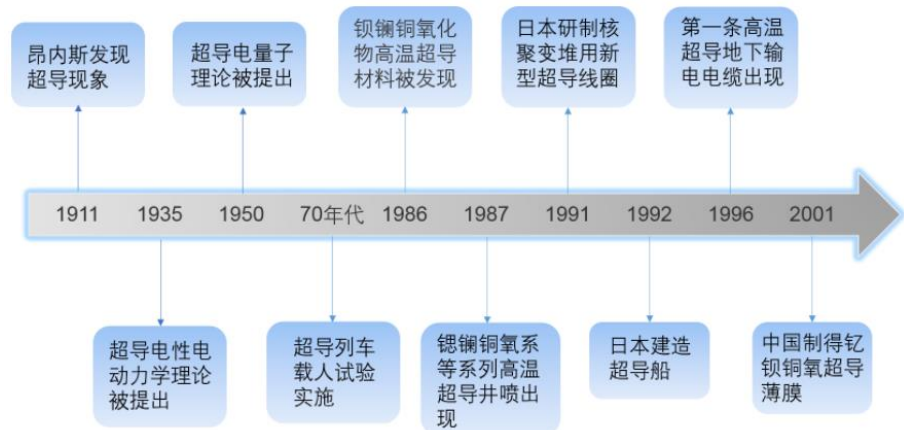 昂内斯发现
超导现象
超导电量子
理论被提出
钡镧铜氧化
物高温超导
材料被发现
日本研制核
聚变堆用新
型超导线圈
第一条高温
超导地下输
电电缆出现
1911 1935 1950 70年代 1986 1987 1991 1992 1996 2001
超导电性电
动力学理论
被提出
超导列车
载人试验
实施
锶镧铜氧系
等系列高温
超导井喷出
现
日本建造
超导船
中国制得钇
钡铜氧超导
薄膜